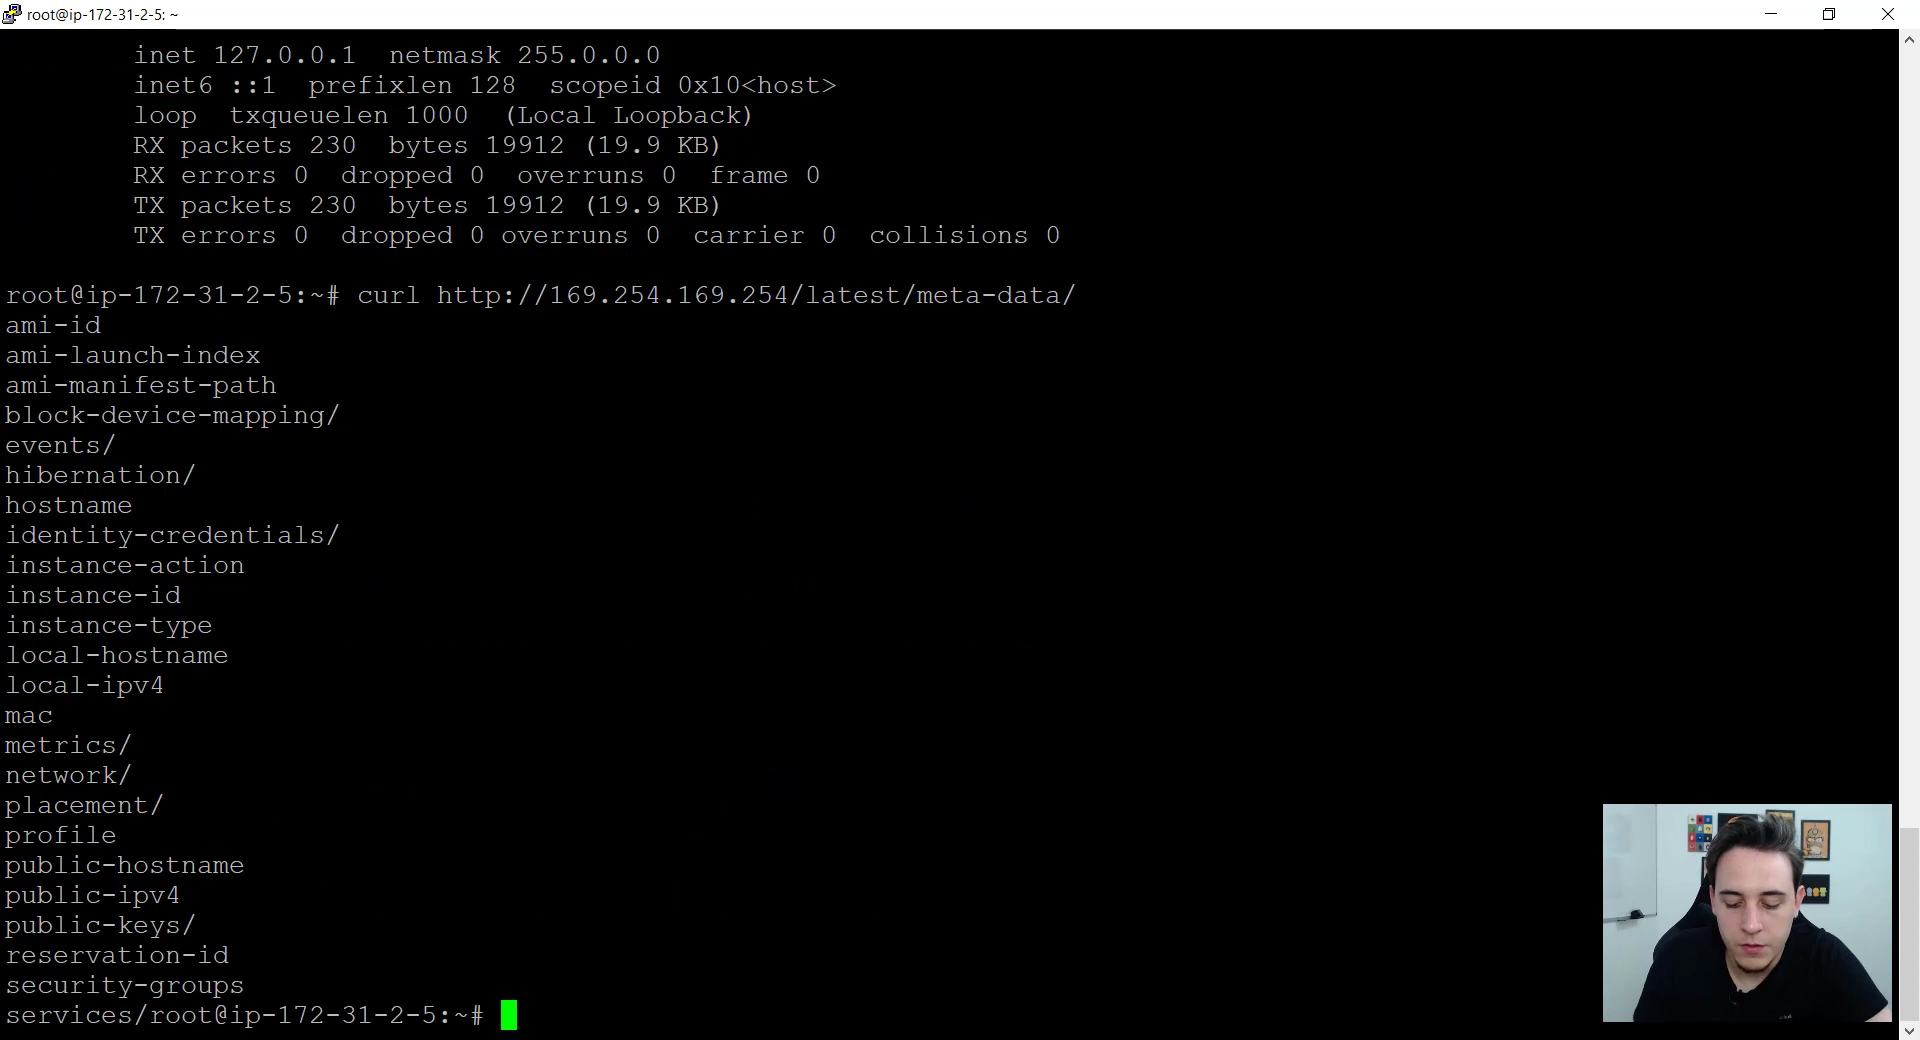 root@ip-172-31-2-5: ~
inet 127.0.0.1  netmask 255.0.0.0
inet6 ::1  prefixlen 128  scopeid 0x10<host>
loop  txqueuelen 1000  (Local Loopback)
RX packets 230  bytes 19912 (19.9 KB)
RX errors 0  dropped 0  overruns 0  frame 0
TX packets 230  bytes 19912 (19.9 KB)
TX errors 0  dropped 0 overruns 0  carrier 0  collisions 0
root@ip-172-31-2-5:~# curl http://169.254.169.254/latest/meta-data/
ami-id
ami-launch-index
ami-manifest-path
block-device-mapping/
events/
hibernation/
hostname
identity-credentials/
instance-action
instance-id
instance-type
local-hostname
local-ipv4
mac
metrics/
network/
placement/
profile
public-hostname
public-ipv4
public-keys/
reservation-id
security-groups
services/root@ip-172-31-2-5:~#